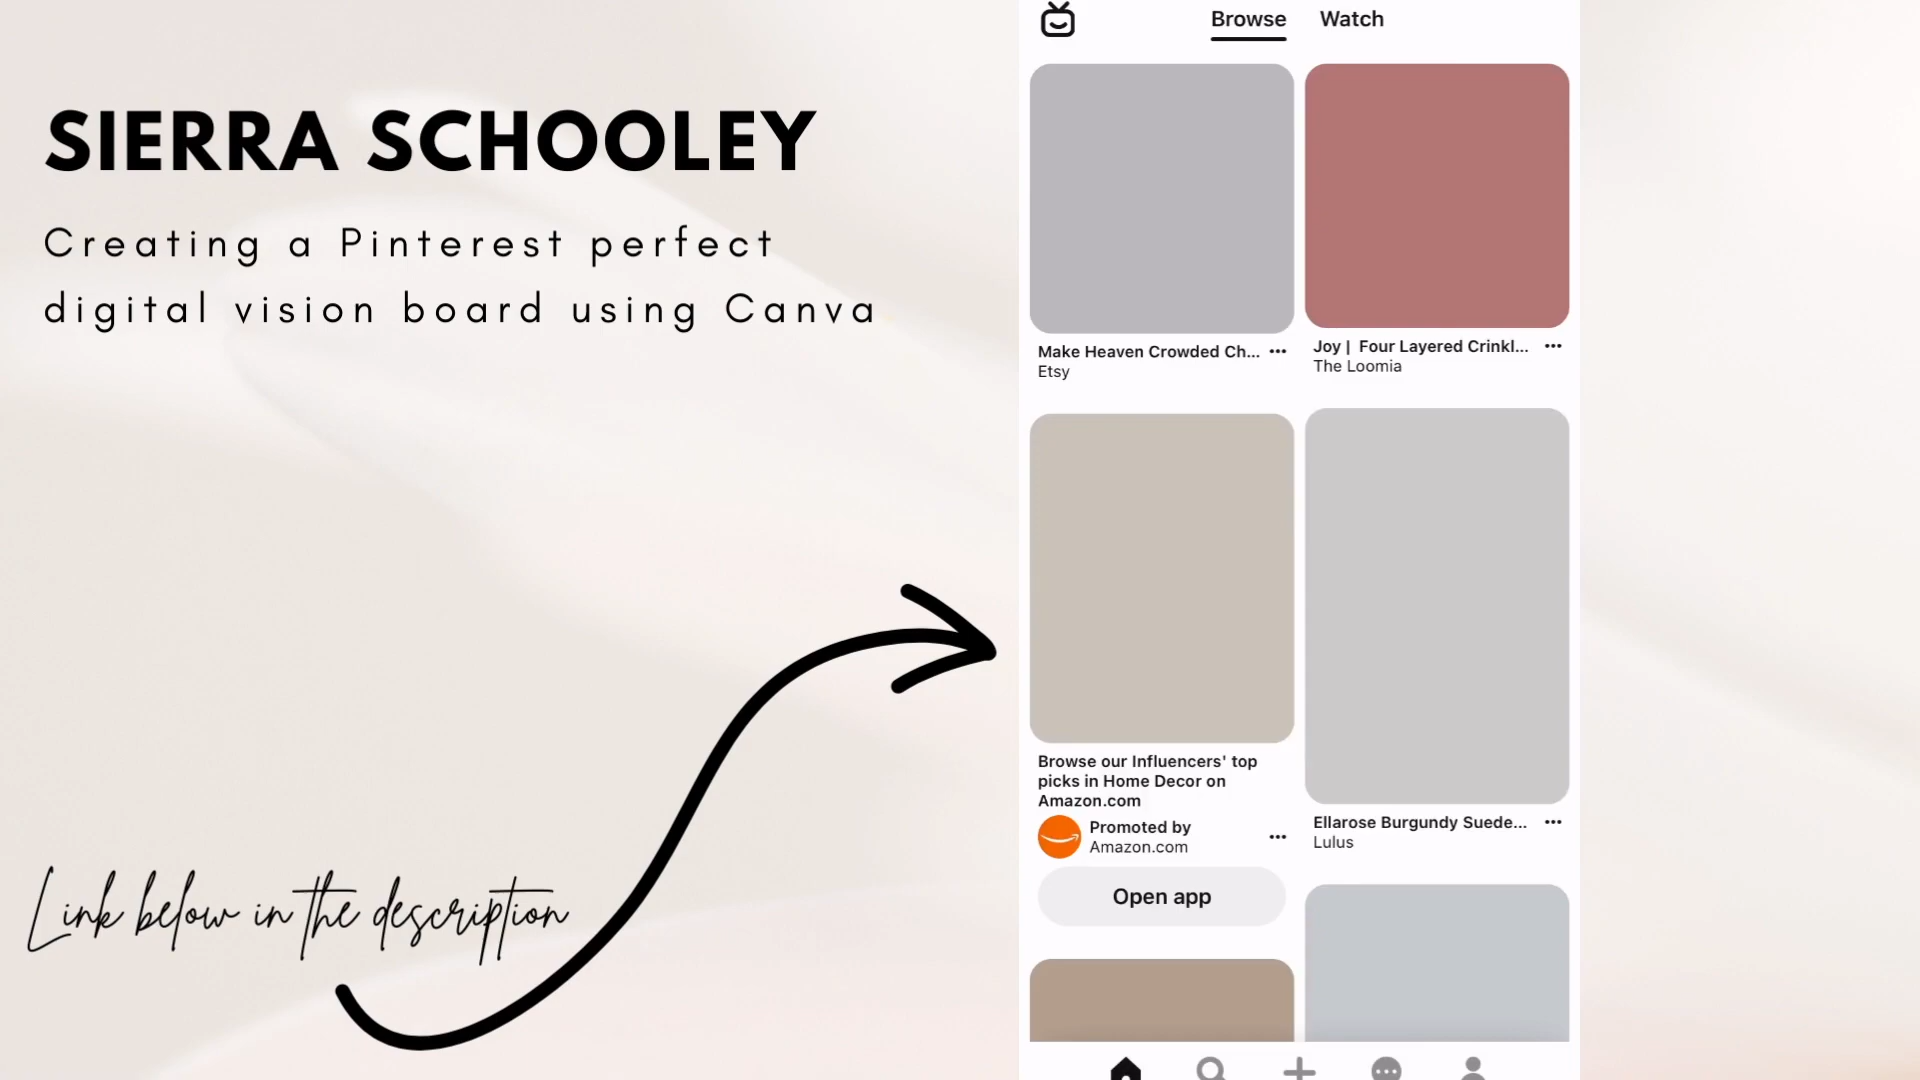 SIERRA SCHOOLEY
Creating a Pinterest perfect
digital vision board using Canva
Link below in the description
Browse Watch
Make Heaven Crowded Ch...
Etsy
Joy | Four Layered Crinkl...
The Loomia
Browse our Influencers' top
picks in Home Decor on
Amazon.com
Promoted by
Amazon.com
Open app
Ellarose Burgundy Suede...
Lulus